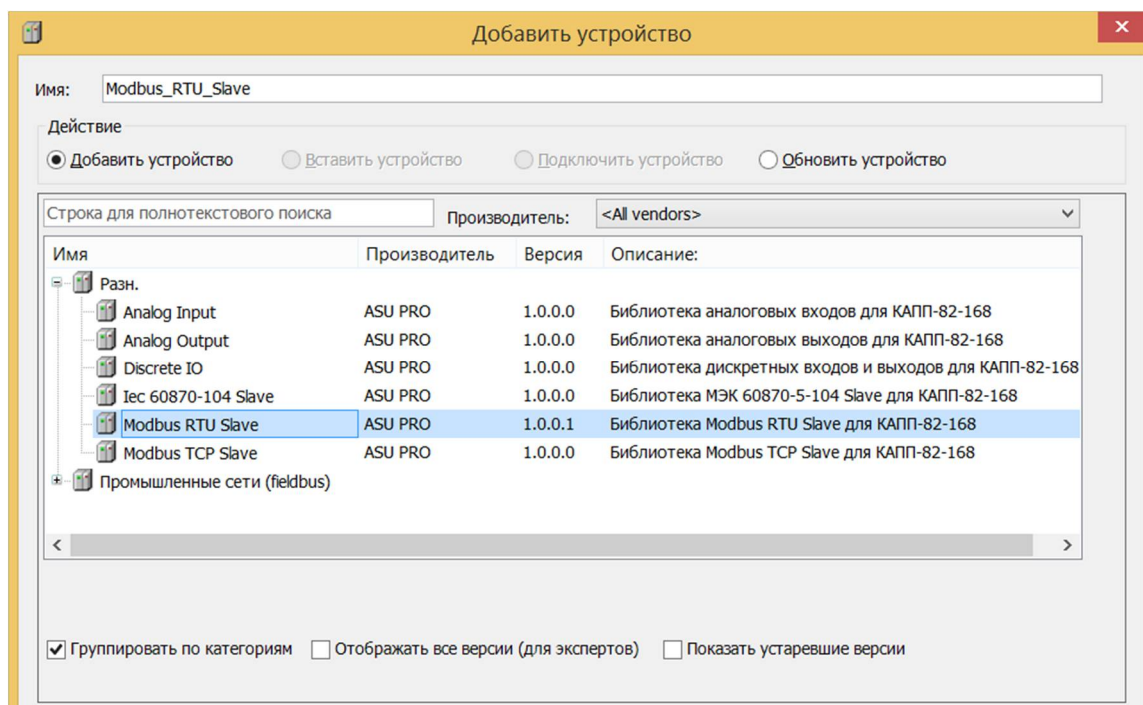 Добавить устройство
Имя: Modbus_RTU_Slave
Действие
Добавить устройство Вставить устройство Подключить устройство Обновить устройство
Строка для полнотекстового поиска Производитель: <All vendors>
Имя Производитель Версия Описание:
Разн.
Analog Input ASU PRO 1.0.0.0 Библиотека аналоговых входов для КАПП-82-168
Analog Output ASU PRO 1.0.0.0 Библиотека аналоговых выходов для КАПП-82-168
Discrete IO ASU PRO 1.0.0.0 Библиотека дискретных входов и выходов для КАПП-82-168
Iec 60870-104 Slave ASU PRO 1.0.0.0 Библиотека МЭК 60870-5-104 Slave для КАПП-82-168
Modbus RTU Slave ASU PRO 1.0.0.1 Библиотека Modbus RTU Slave для КАПП-82-168
Modbus TCP Slave ASU PRO 1.0.0.0 Библиотека Modbus TCP Slave для КАПП-82-168
Промышленные сети (fieldbus)
Группировать по категориям Отображать все версии (для экспертов) Показать устаревшие версии